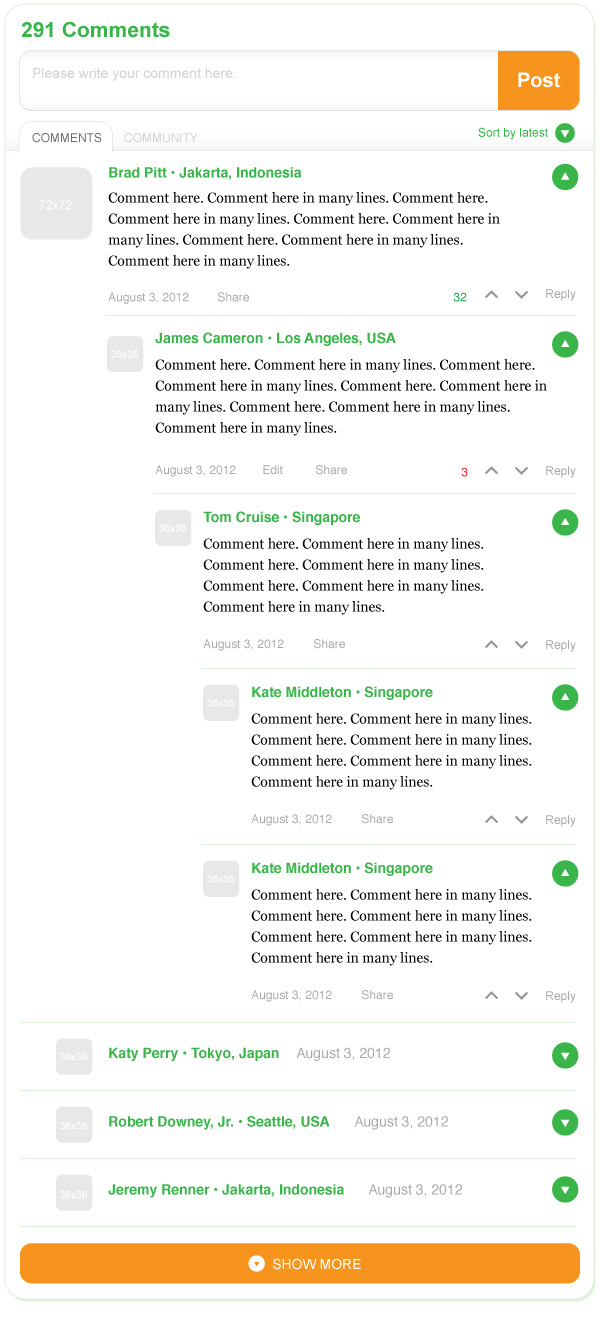 291 Comments
Please write your comment here.
Post
COMMENTS
COMMUNITY
Sort by latest
72x72
Brad Pitt • Jakarta, Indonesia
Comment here. Comment here in many lines. Comment here.
Comment here in many lines. Comment here. Comment here in
many lines. Comment here. Comment here in many lines.
Comment here in many lines.
August 3, 2012 Share 32 Reply
36x36
James Cameron • Los Angeles, USA
Comment here. Comment here in many lines. Comment here.
Comment here in many lines. Comment here. Comment here in
many lines. Comment here. Comment here in many lines.
Comment here in many lines.
August 3, 2012 Edit Share 3 Reply
36x36
Tom Cruise • Singapore
Comment here. Comment here in many lines.
Comment here. Comment here in many lines.
Comment here. Comment here in many lines.
Comment here in many lines.
August 3, 2012 Share Reply
36x36
Kate Middleton • Singapore
Comment here. Comment here in many lines.
Comment here. Comment here in many lines.
Comment here. Comment here in many lines.
Comment here in many lines.
August 3, 2012 Share Reply
36x36
Kate Middleton • Singapore
Comment here. Comment here in many lines.
Comment here. Comment here in many lines.
Comment here. Comment here in many lines.
Comment here in many lines.
August 3, 2012 Share Reply
36x36
Katy Perry • Tokyo, Japan August 3, 2012
36x36
Robert Downey, Jr. • Seattle, USA August 3, 2012
36x36
Jeremy Renner • Jakarta, Indonesia August 3, 2012
SHOW MORE